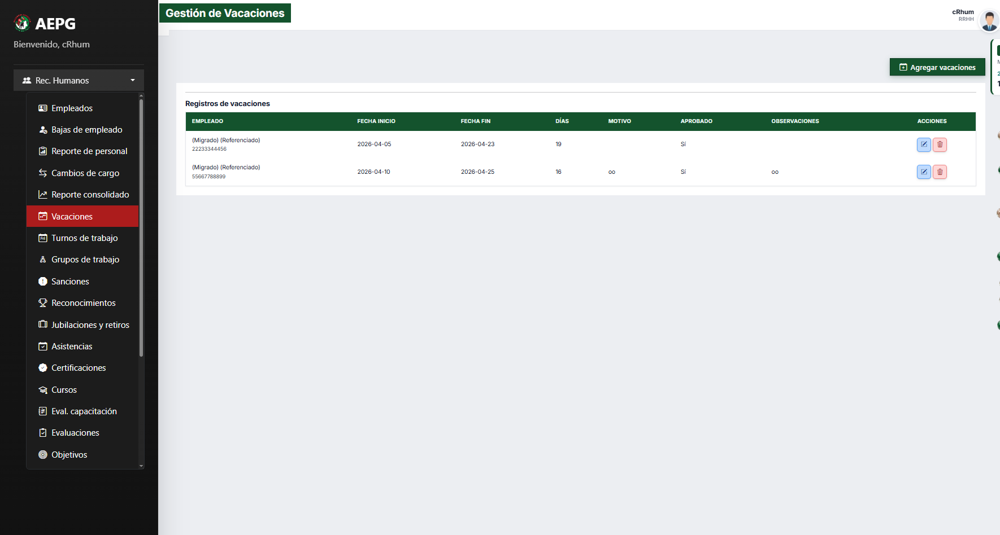 AEPG
Bienvenido, cRhum
Rec. Humanos
Empleados
Bajas de empleado
Reporte de personal
Cambios de cargo
Reporte consolidado
Vacaciones
Turnos de trabajo
Grupos de trabajo
Sanciones
Reconocimientos
Jubilaciones y retiros
Asistencias
Certificaciones
Cursos
Eval. capacitación
Evaluaciones
Objetivos
Gestión de Vacaciones
cRhum
RRHH
Agregar vacaciones
Registros de vacaciones
EMPLEADO FECHA INICIO FECHA FIN DÍAS MOTIVO APROBADO OBSERVACIONES ACCIONES
(Migrado) (Referenciado)
22233344456
2026-04-05 2026-04-23 19 Sí
(Migrado) (Referenciado)
55667788899
2026-04-10 2026-04-25 16 oo Sí oo